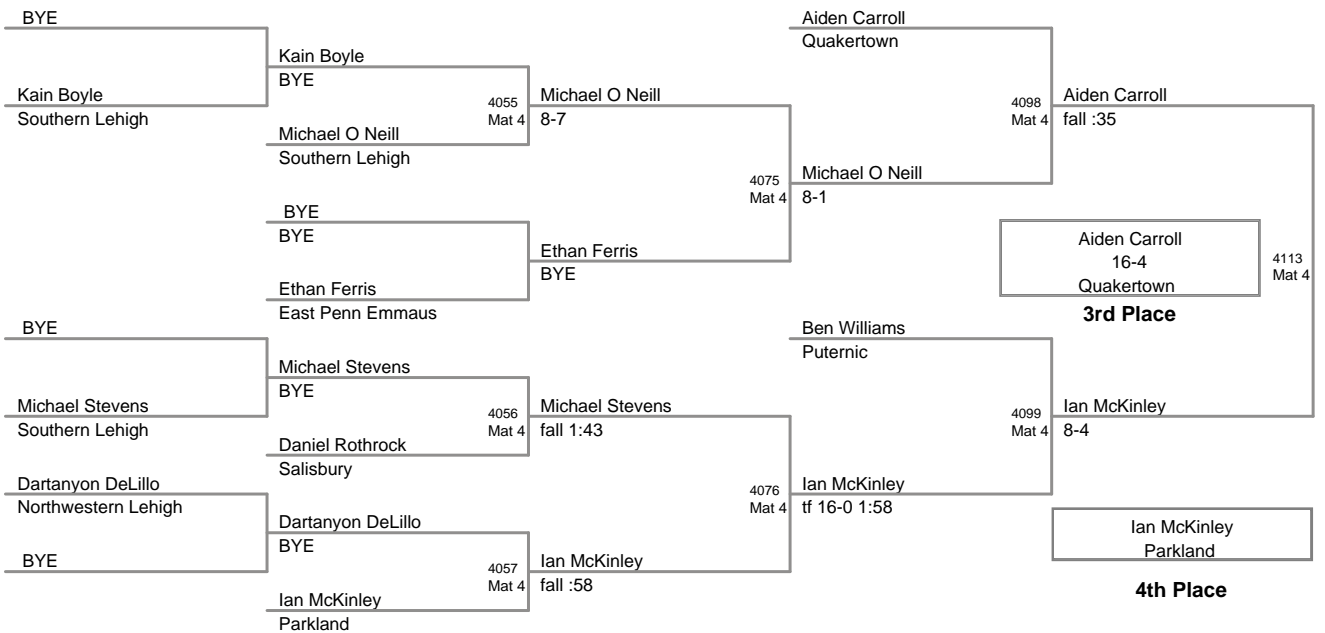 BYE
Kain Boyle
Southern Lehigh
BYE
Michael Stevens
Southern Lehigh
Dartanyon DeLillo
Northwestern Lehigh
BYE
Kain Boyle
BYE
Michael O Neill
Southern Lehigh
BYE
BYE
Ethan Ferris
East Penn Emmaus
Michael Stevens
BYE
Daniel Rothrock
Salisbury
Dartanyon DeLillo
BYE
Ian McKinley
Parkland
4055
Mat 4
Michael O Neill
8-7
Ethan Ferris
BYE
4056
Mat 4
Michael Stevens
fall 1:43
4057
Mat 4
Ian McKinley
fall :58
Aiden Carroll
Quakertown
4075
Mat 4
Michael O Neill
8-1
Ben Williams
Puternic
4076
Mat 4
Ian McKinley
tf 16-0 1:58
4098
Mat 4
Aiden Carroll
fall :35
4099
Mat 4
Ian McKinley
8-4
Aiden Carroll
16-4
Quakertown
3rd Place
4113
Mat 4
Ian McKinley
Parkland
4th Place